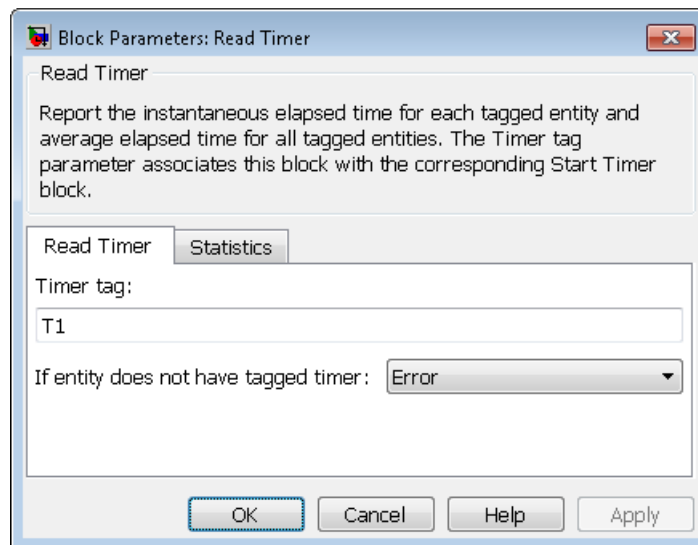 Block Parameters: Read Timer
Read Timer
Report the instantaneous elapsed time for each tagged entity and
average elapsed time for all tagged entities. The Timer tag
parameter associates this block with the corresponding Start Timer
block.
Read Timer Statistics
Timer tag:
T1
If entity does not have tagged timer: Error
OK Cancel Help Apply